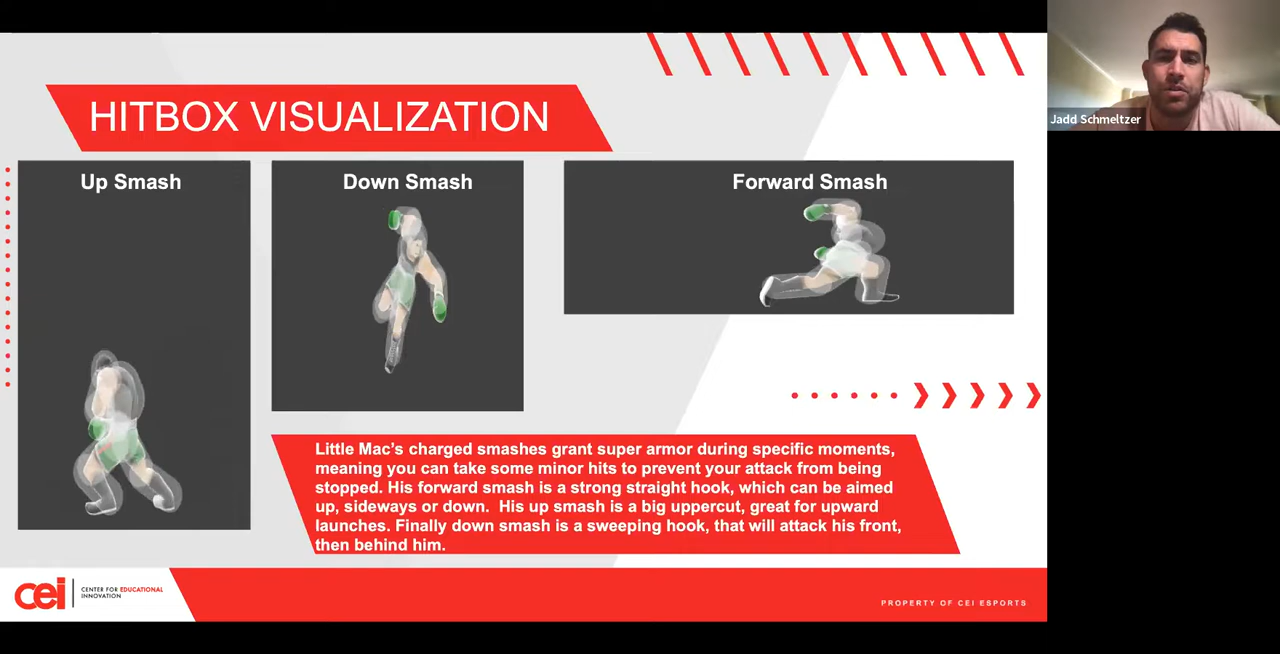 HITBOX VISUALIZATION
Jadd Schmeltzer
Up Smash
Down Smash
Forward Smash
Little Mac’s charged smashes grant super armor during specific moments,
meaning you can take some minor hits to prevent your attack from being
stopped. His forward smash is a strong straight hook, which can be aimed
up, sideways or down.  His up smash is a big uppercut, great for upward
launches. Finally down smash is a sweeping hook, that will attack his front,
then behind him.
cei
CENTER FOR EDUCATIONAL
INNOVATION
PROPERTY OF CEI ESPORTS